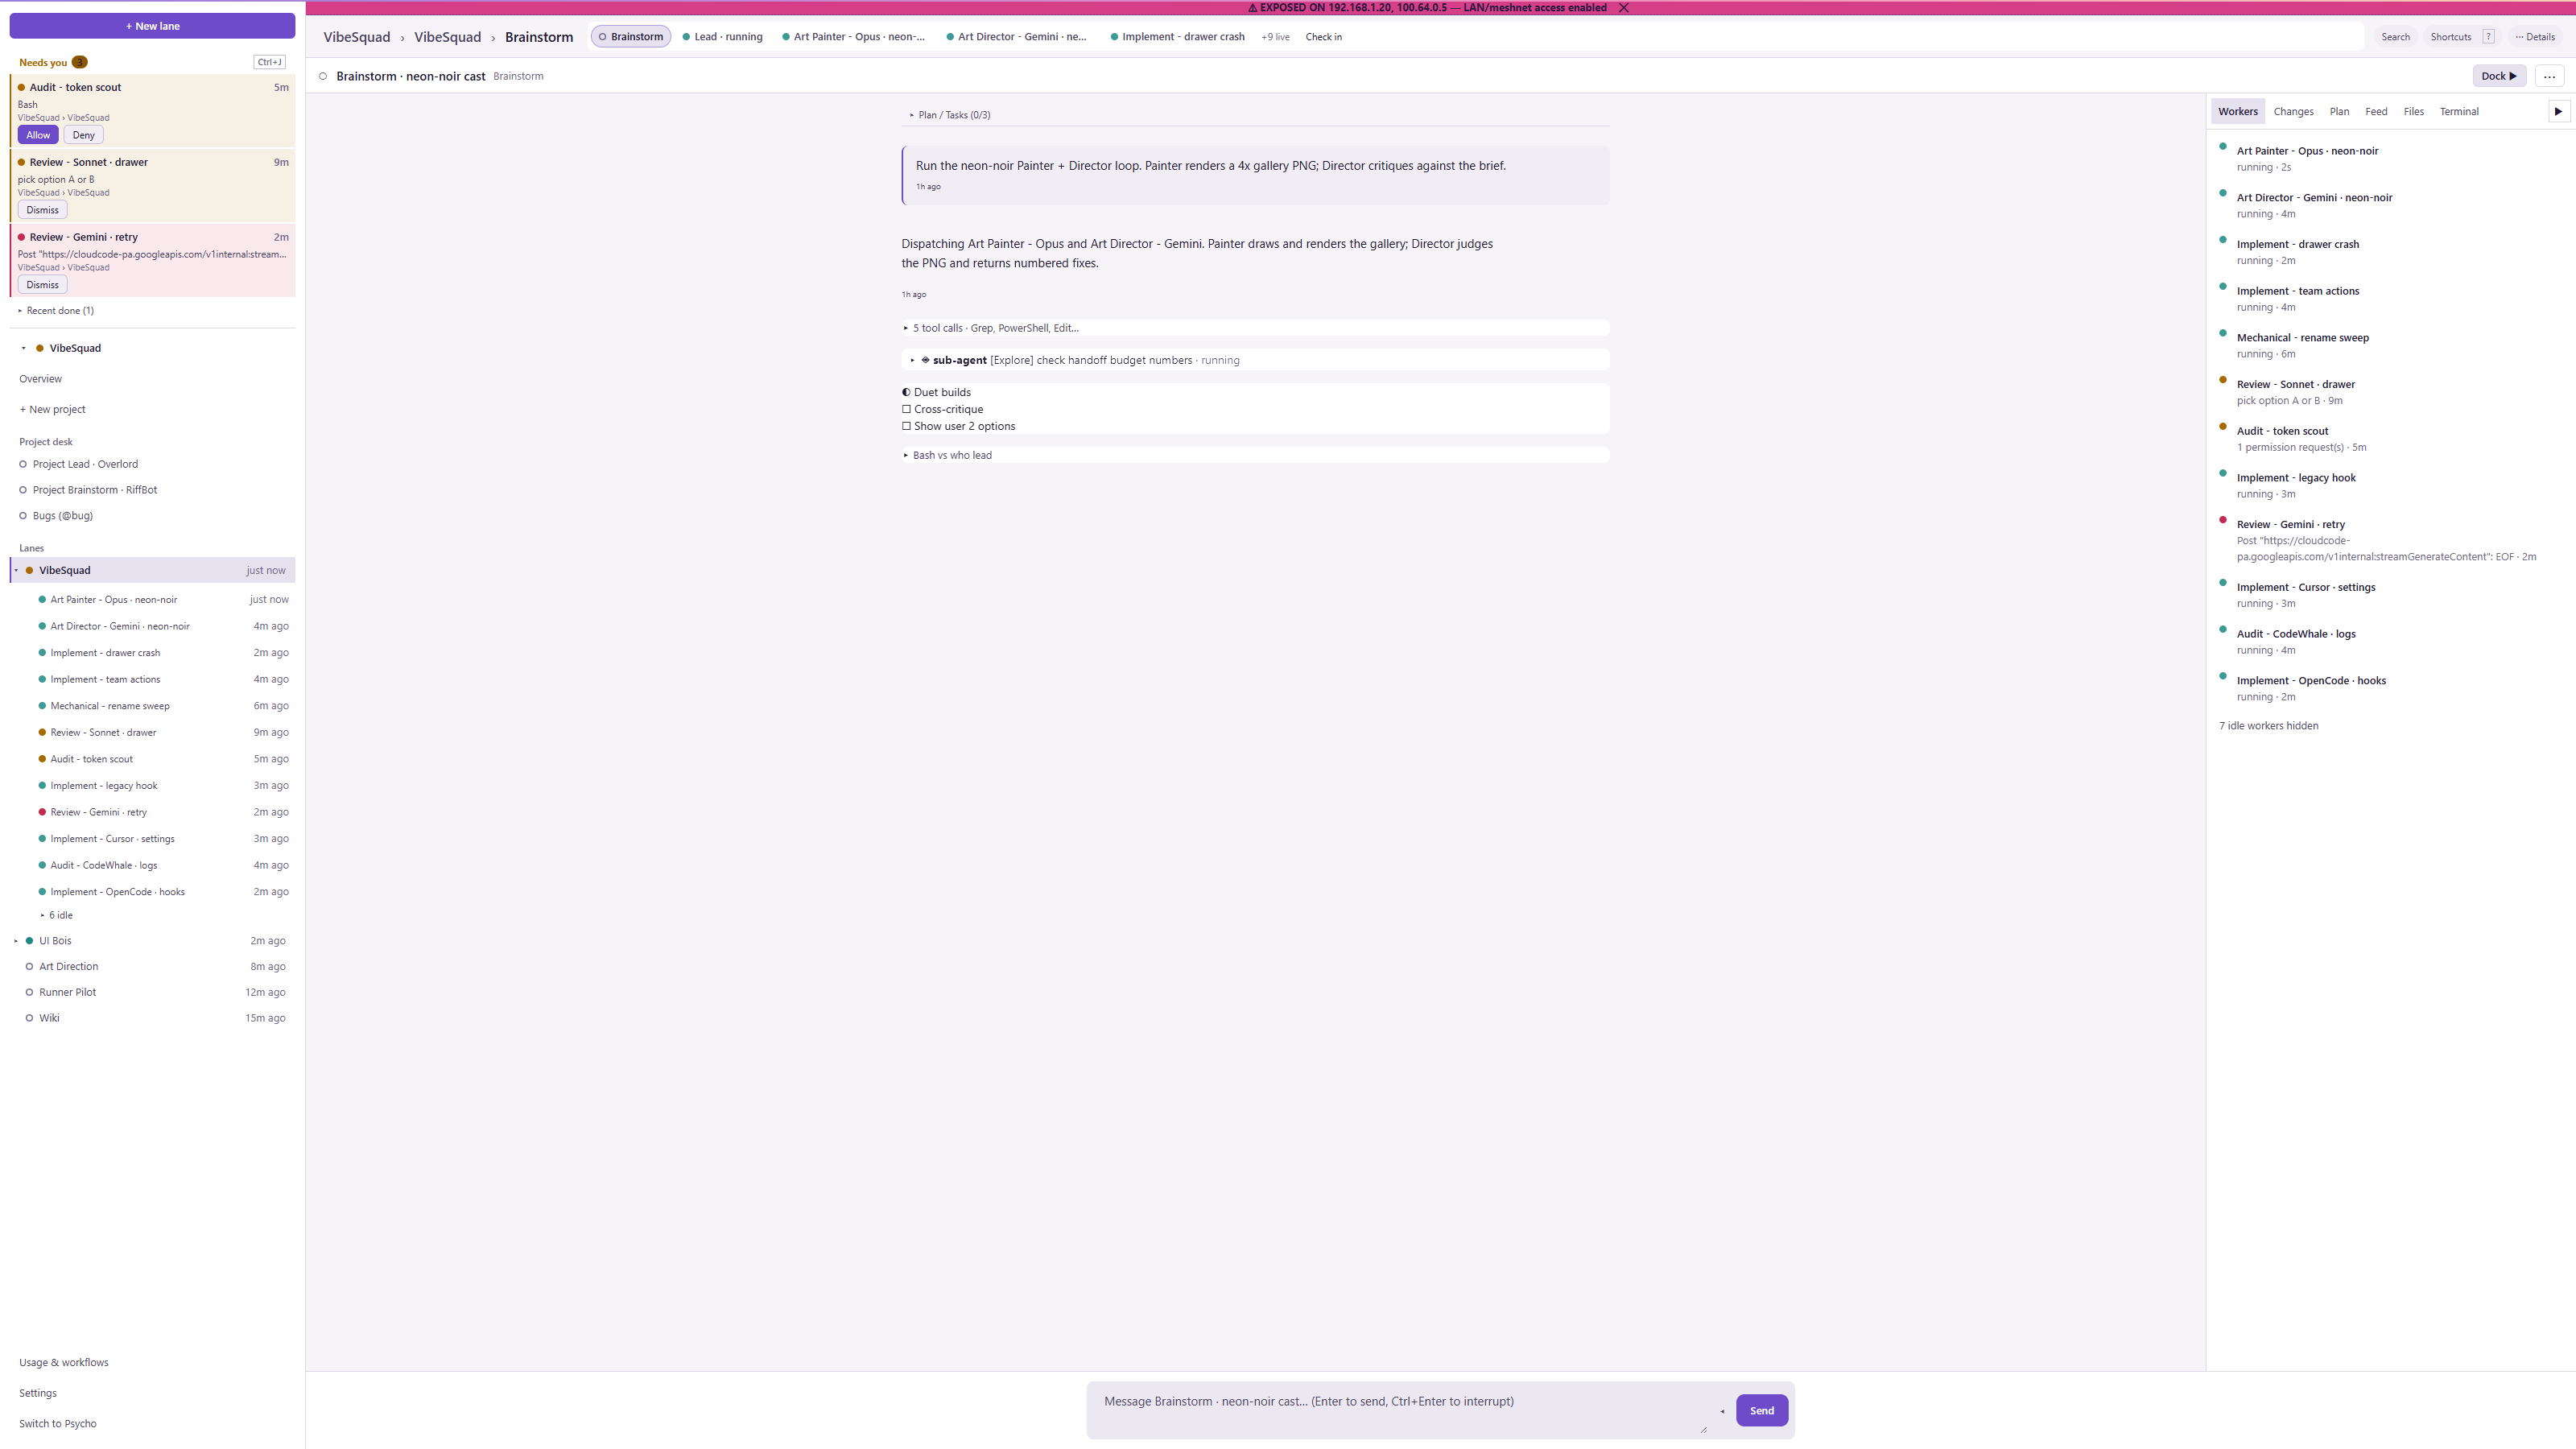 ⚠ EXPOSED ON 192.168.1.20, 100.64.0.5 — LAN/meshnet access enabled
+ New lane
Needs you 3 Ctrl+J
Audit - token scout 5m
Bash
VibeSquad › VibeSquad
Allow Deny
Review - Sonnet · drawer 9m
pick option A or B
VibeSquad › VibeSquad
Dismiss
Review - Gemini · retry 2m
Post "https://cloudcode-pa.googleapis.com/v1internal:stream...
VibeSquad › VibeSquad
Dismiss
Recent done (1)
VibeSquad
Overview
+ New project
Project desk
Project Lead · Overlord
Project Brainstorm · RiffBot
Bugs (@bug)
Lanes
VibeSquad just now
Art Painter - Opus · neon-noir just now
Art Director - Gemini · neon-noir 4m ago
Implement - drawer crash 2m ago
Implement - team actions 4m ago
Mechanical - rename sweep 6m ago
Review - Sonnet · drawer 9m ago
Audit - token scout 5m ago
Implement - legacy hook 3m ago
Review - Gemini · retry 2m ago
Implement - Cursor · settings 3m ago
Audit - CodeWhale · logs 4m ago
Implement - OpenCode · hooks 2m ago
6 idle
UI Bois 2m ago
Art Direction 8m ago
Runner Pilot 12m ago
Wiki 15m ago
Usage & workflows
Settings
Switch to Psycho
VibeSquad › VibeSquad › Brainstorm
Brainstorm Lead · running Art Painter - Opus · neon-... Art Director - Gemini · ne... Implement - drawer crash +9 live Check in
Search Shortcuts ? ··· Details
Brainstorm · neon-noir cast Brainstorm
Dock ▶ ...
Plan / Tasks (0/3)
Run the neon-noir Painter + Director loop. Painter renders a 4x gallery PNG; Director critiques against the brief.
1h ago
Dispatching Art Painter - Opus and Art Director - Gemini. Painter draws and renders the gallery; Director judges
the PNG and returns numbered fixes.
1h ago
5 tool calls · Grep, PowerShell, Edit...
sub-agent [Explore] check handoff budget numbers · running
◐ Duet builds
☐ Cross-critique
☐ Show user 2 options
Bash vs who lead
Message Brainstorm · neon-noir cast... (Enter to send, Ctrl+Enter to interrupt)
Send
Workers Changes Plan Feed Files Terminal
Art Painter - Opus · neon-noir
running · 2s
Art Director - Gemini · neon-noir
running · 4m
Implement - drawer crash
running · 2m
Implement - team actions
running · 4m
Mechanical - rename sweep
running · 6m
Review - Sonnet · drawer
pick option A or B · 9m
Audit - token scout
1 permission request(s) · 5m
Implement - legacy hook
running · 3m
Review - Gemini · retry
Post "https://cloudcode-
pa.googleapis.com/v1internal:streamGenerateContent": EOF · 2m
Implement - Cursor · settings
running · 3m
Audit - CodeWhale · logs
running · 4m
Implement - OpenCode · hooks
running · 2m
7 idle workers hidden